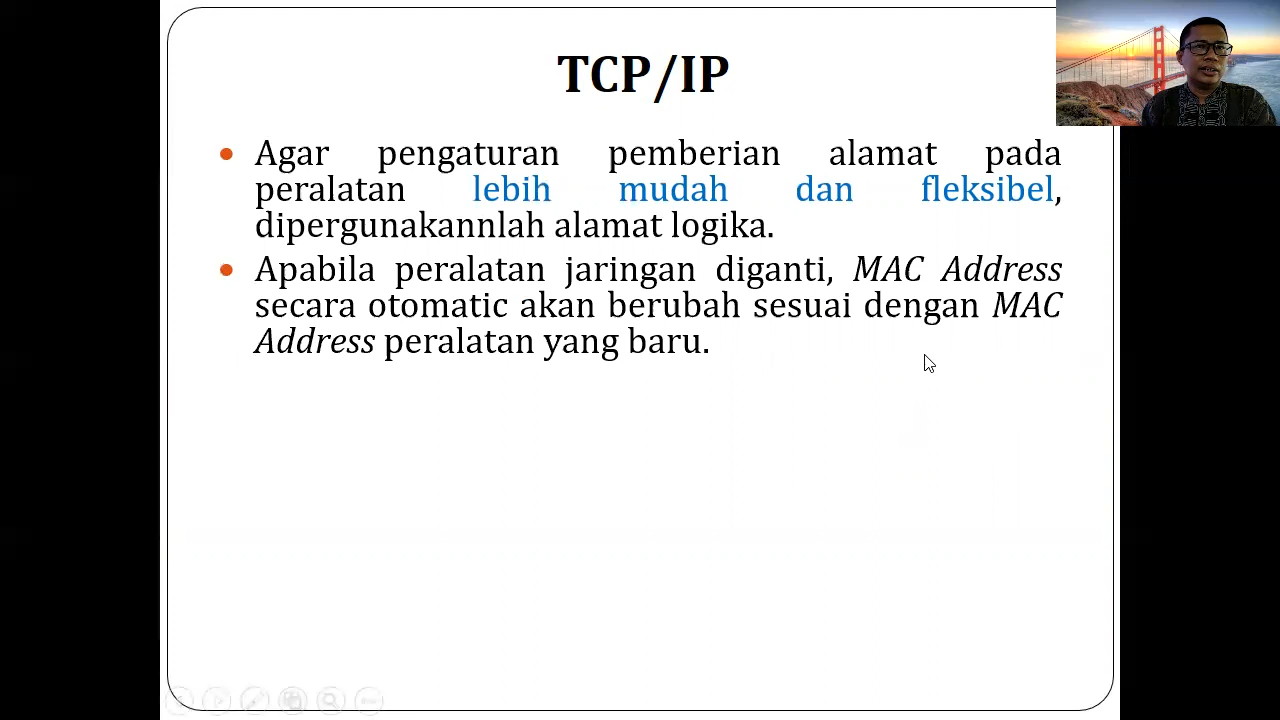 TCP/IP
• Agar pengaturan pemberian alamat pada
peralatan lebih mudah dan fleksibel,
dipergunakannlah alamat logika.
• Apabila peralatan jaringan diganti, MAC Address
secara otomatic akan berubah sesuai dengan MAC
Address peralatan yang baru.